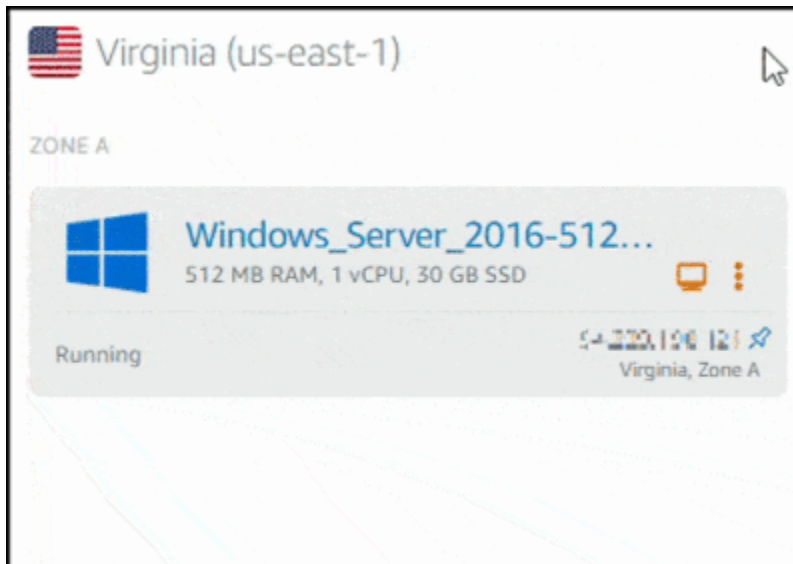 Virginia (us-east-1)
ZONE A
Windows_Server_2016-512...
512 MB RAM, 1 vCPU, 30 GB SSD
Running
Virginia, Zone A